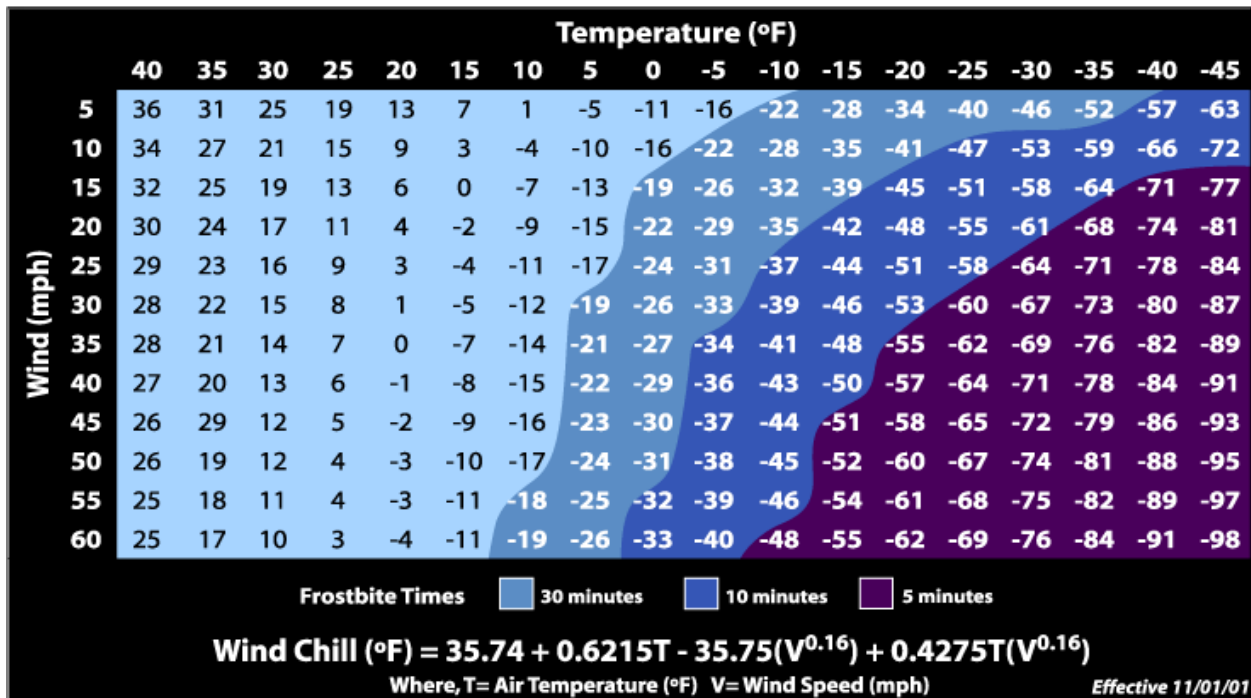 Temperature (ºF)
40 35 30 25 20 15 10 5 0 -5 -10 -15 -20 -25 -30 -35 -40 -45
5 36 31 25 19 13 7 1 -5 -11 -16 -22 -28 -34 -40 -46 -52 -57 -63
10 34 27 21 15 9 3 -4 -10 -16 -22 -28 -35 -41 -47 -53 -59 -66 -72
15 32 25 19 13 6 0 -7 -13 -19 -26 -32 -39 -45 -51 -58 -64 -71 -77
20 30 24 17 11 4 -2 -9 -15 -22 -29 -35 -42 -48 -55 -61 -68 -74 -81
25 29 23 16 9 3 -4 -11 -17 -24 -31 -37 -44 -51 -58 -64 -71 -78 -84
30 28 22 15 8 1 -5 -12 -19 -26 -33 -39 -46 -53 -60 -67 -73 -80 -87
35 28 21 14 7 0 -7 -14 -21 -27 -34 -41 -48 -55 -62 -69 -76 -82 -89
40 27 20 13 6 -1 -8 -15 -22 -29 -36 -43 -50 -57 -64 -71 -78 -84 -91
45 26 29 12 5 -2 -9 -16 -23 -30 -37 -44 -51 -58 -65 -72 -79 -86 -93
50 26 19 12 4 -3 -10 -17 -24 -31 -38 -45 -52 -60 -67 -74 -81 -88 -95
55 25 18 11 4 -3 -11 -18 -25 -32 -39 -46 -54 -61 -68 -75 -82 -89 -97
60 25 17 10 3 -4 -11 -19 -26 -33 -40 -48 -55 -62 -69 -76 -84 -91 -98
Wind (mph)
Frostbite Times 30 minutes 10 minutes 5 minutes
Wind Chill (ºF) = 35.74 + 0.6215T - 35.75(V0.16) + 0.4275T(V0.16)
Where, T= Air Temperature (ºF) V= Wind Speed (mph) Effective 11/01/01